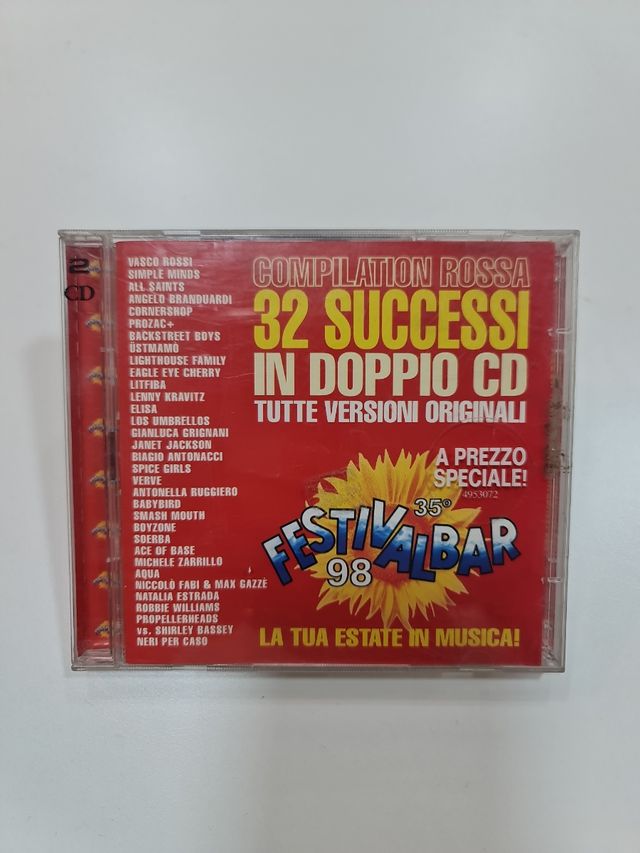 2
CD
VASCO ROSSI
SIMPLE MINDS
ALL SAINTS
ANGELO BRANDUARDI
CORNERSHOP
PROZAC+
BACKSTREET BOYS
ÜSTMAMÒ
LIGHTHOUSE FAMILY
EAGLE EYE CHERRY
LITFIBA
LENNY KRAVITZ
ELISA
LOS UMBRELLOS
GIANLUCA GRIGNANI
JANET JACKSON
BIAGIO ANTONACCI
SPICE GIRLS
VERVE
ANTONELLA RUGGIERO
BABYBIRD
SMASH MOUTH
BOYZONE
SOERBA
ACE OF BASE
MICHELE ZARRILLO
AQUA
NICCOLÒ FABI & MAX GAZZÈ
NATALIA ESTRADA
ROBBIE WILLIAMS
PROPELLERHEADS
vs. SHIRLEY BASSEY
NERI PER CASO
COMPILATION ROSSA
32 SUCCESSI
IN DOPPIO CD
TUTTE VERSIONI ORIGINALI
A PREZZO
SPECIALE!
4953072
35°
FESTIVALBAR
98
LA TUA ESTATE IN MUSICA!